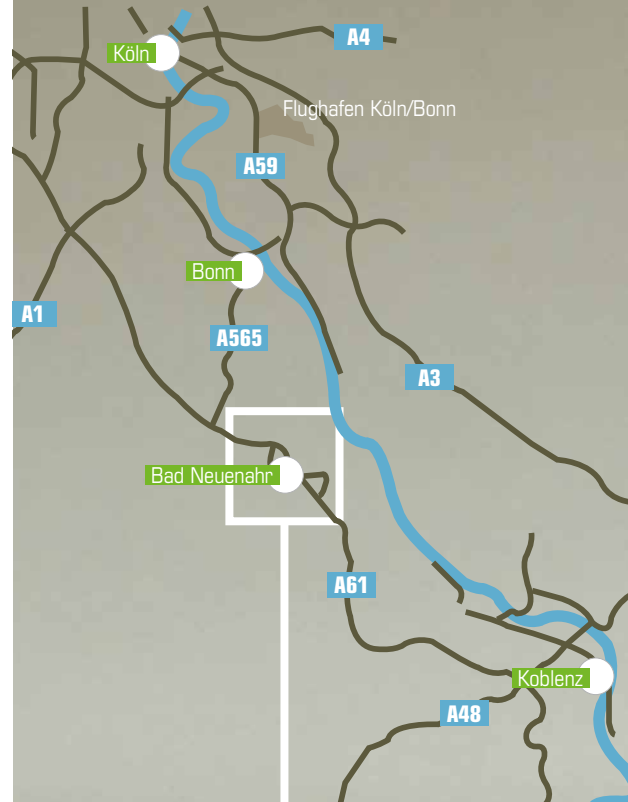 A4
Köln
Flughafen Köln/Bonn
A59
Bonn
A1
A565
A3
Bad Neuenahr
A61
Koblenz
A48